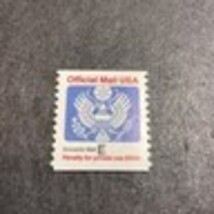 Official Mail USA
Domestic Mail E
Penalty for private use $300